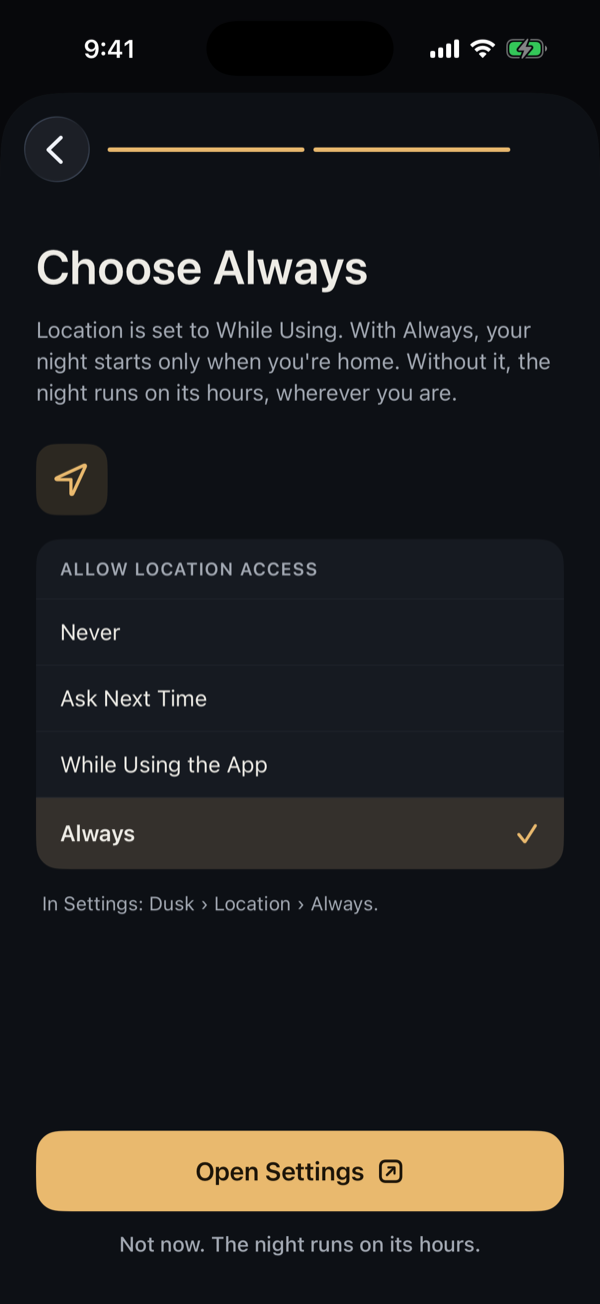 9:41
Choose Always
Location is set to While Using. With Always, your
night starts only when you're home. Without it, the
night runs on its hours, wherever you are.
ALLOW LOCATION ACCESS
Never
Ask Next Time
While Using the App
Always
In Settings: Dusk › Location › Always.
Open Settings
Not now. The night runs on its hours.